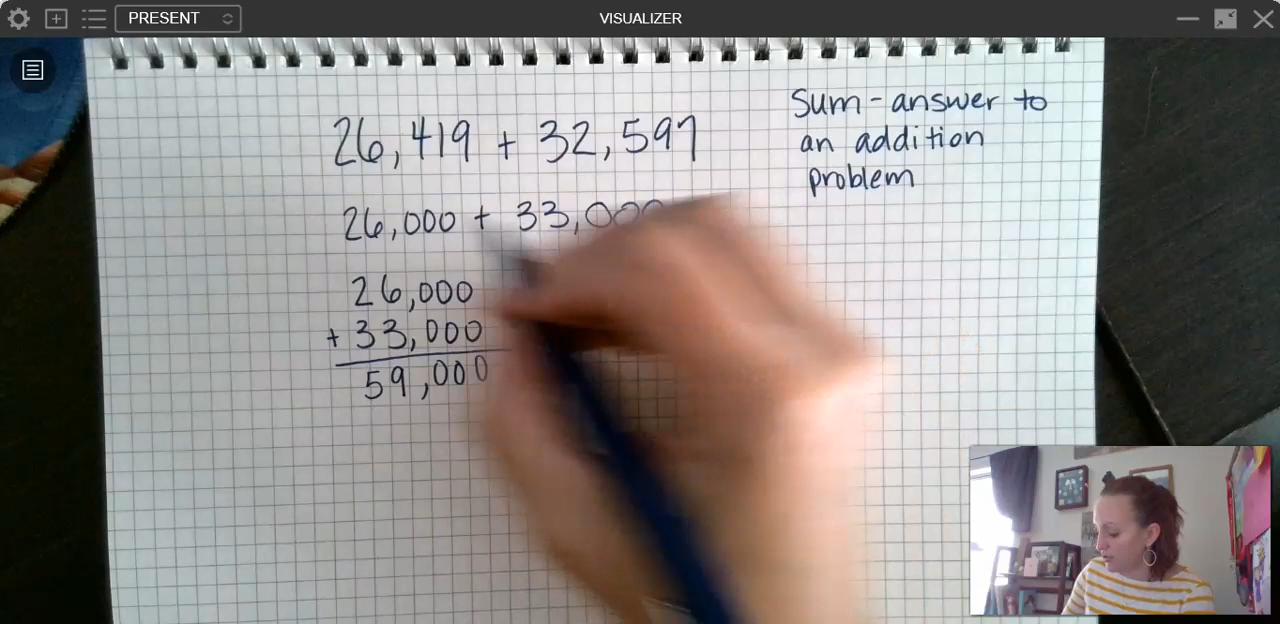 PRESENT
VISUALIZER
26,419 + 32,597
26,000 + 33,000
26,000
+ 33,000
59,000
Sum - answer to
an addition
problem